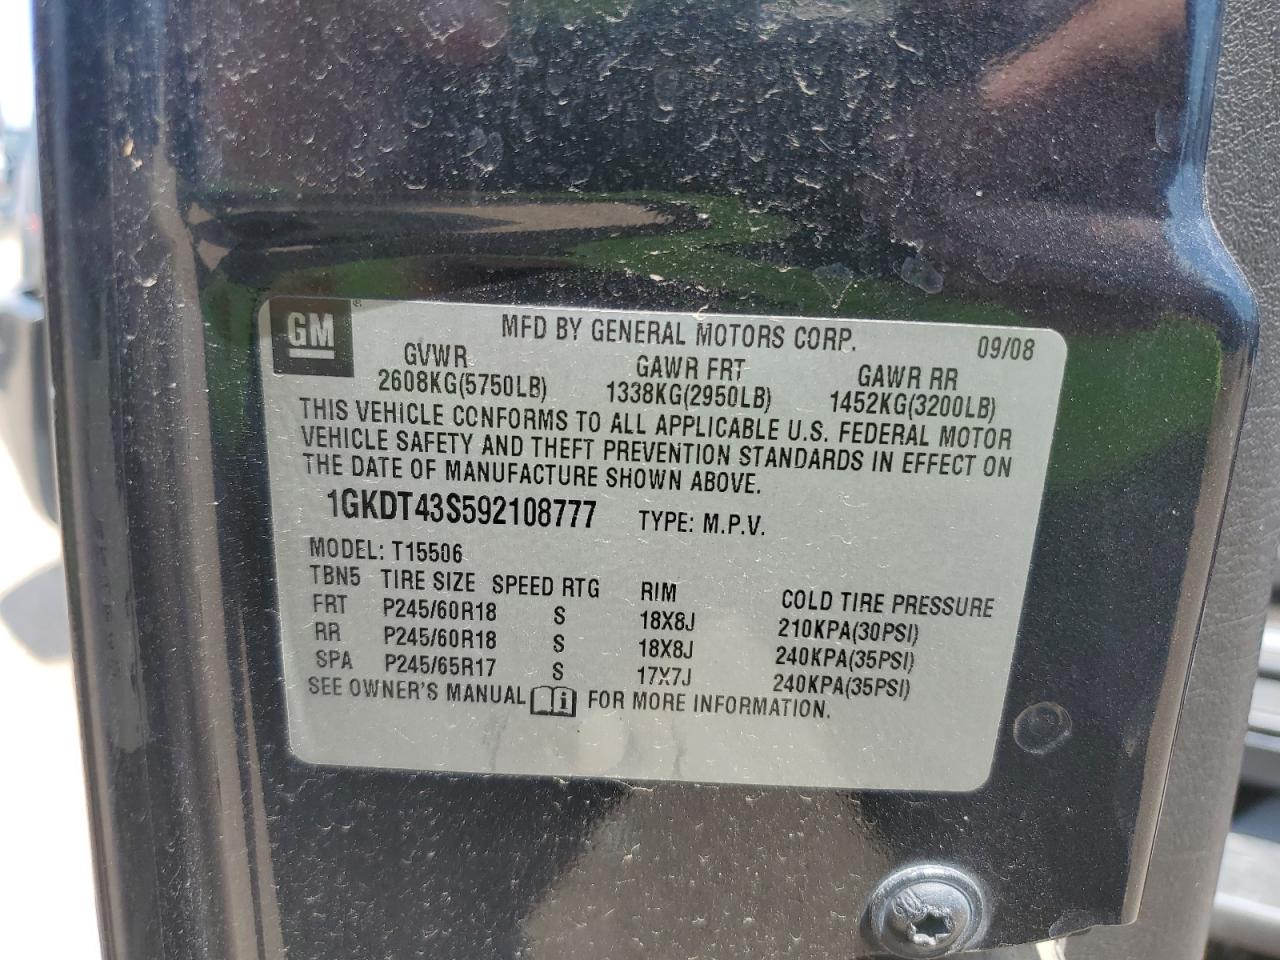 GM ®
MFD BY GENERAL MOTORS CORP. 09/08
GVWR GAWR FRT GAWR RR
2608KG(5750LB) 1338KG(2950LB) 1452KG(3200LB)
THIS VEHICLE CONFORMS TO ALL APPLICABLE U.S. FEDERAL MOTOR
VEHICLE SAFETY AND THEFT PREVENTION STANDARDS IN EFFECT ON
THE DATE OF MANUFACTURE SHOWN ABOVE.
1GKDT43S592108777 TYPE: M.P.V.
MODEL: T15506
TBN5 TIRE SIZE SPEED RTG RIM COLD TIRE PRESSURE
FRT P245/60R18 S 18X8J 210KPA(30PSI)
RR P245/60R18 S 18X8J 240KPA(35PSI)
SPA P245/65R17 S 17X7J 240KPA(35PSI)
SEE OWNER'S MANUAL i FOR MORE INFORMATION.